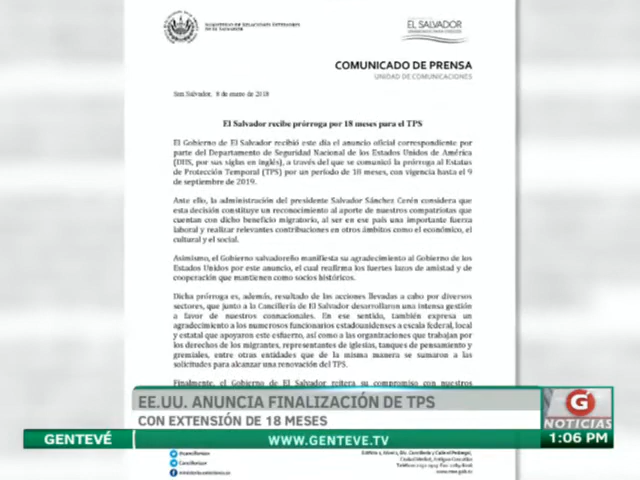 MINISTERIO DE RELACIONES EXTERIORES
DE EL SALVADOR
EL SALVADOR
UNÁMONOS PARA CRECER
COMUNICADO DE PRENSA
UNIDAD DE COMUNICACIONES
San Salvador, 8 de enero de 2018
El Salvador recibe prórroga por 18 meses para el TPS
El Gobierno de El Salvador recibió este día el anuncio oficial correspondiente por
parte del Departamento de Seguridad Nacional de los Estados Unidos de América
(DHS, por sus siglas en inglés), a través del que se comunicó la prórroga al Estatus
de Protección Temporal (TPS) por un período de 18 meses, con vigencia hasta el 9
de septiembre de 2019.
Ante ello, la administración del presidente Salvador Sánchez Cerén considera que
esta decisión constituye un reconocimiento al aporte de nuestros compatriotas que
cuentan con dicho beneficio migratorio, al ser en ese país una importante fuerza
laboral y realizar relevantes contribuciones en otros ámbitos como el económico, el
cultural y el social.
Asimismo, el Gobierno salvadoreño manifiesta su agradecimiento al Gobierno de los
Estados Unidos por este anuncio, el cual reafirma los fuertes lazos de amistad y de
cooperación que mantienen como socios históricos.
Dicha prórroga es, además, resultado de las acciones llevadas a cabo por diversos
sectores, que junto a la Cancillería de El Salvador desarrollaron una intensa gestión
a favor de nuestros connacionales. En ese sentido, también expresa un
agradecimiento a los numerosos funcionarios estadounidenses a escala federal, local
y estatal que apoyaron este esfuerzo, así como a las organizaciones que trabajan por
los derechos de los migrantes, representantes de iglesias, tanques de pensamiento y
gremiales, entre otras entidades que de la misma manera se sumaron a las
solicitudes para alcanzar una renovación del TPS.
Finalmente, el Gobierno de El Salvador reitera su compromiso con nuestros
EE.UU. ANUNCIA FINALIZACIÓN DE TPS
CON EXTENSIÓN DE 18 MESES
G
NOTICIAS
GENTEVÉ
WWW.GENTEVE.TV
1:06 PM